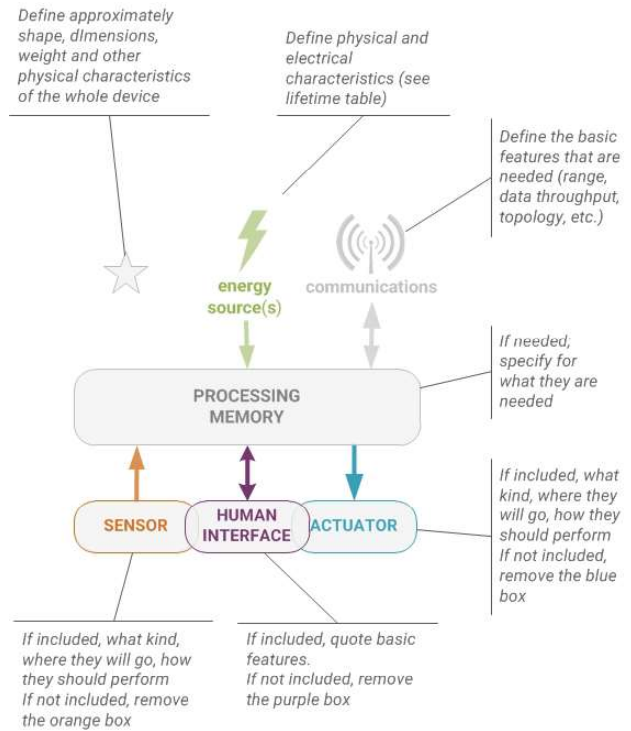 Define approximately
shape, dImensions,
weight and other
physical characteristics
of the whole device
Define physical and
electrical
characteristics (see
lifetime table)
Define the basic
features that are
needed (range,
data throughput,
topology, etc.)
energy
source(s)
communications
If needed,
specify for
what they are
needed
PROCESSING
MEMORY
SENSOR
HUMAN
INTERFACE
ACTUATOR
If included, what
kind, where they
will go, how they
should perform
If not included,
remove the blue
box
If included, what kind,
where they will go, how
they should perform
If not included, remove
the orange box
If included, quote basic
features.
If not included, remove
the purple box